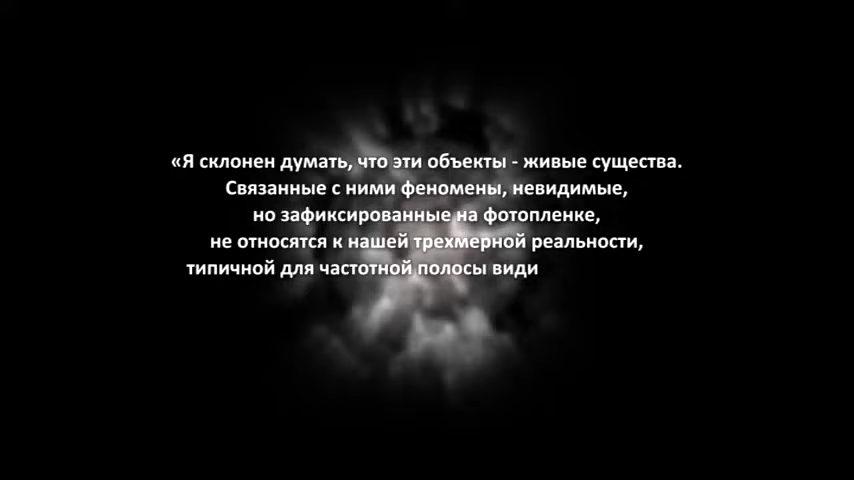 «Я склонен думать, что эти объекты - живые существа.
Связанные с ними феномены, невидимые,
но зафиксированные на фотопленке,
не относятся к нашей трехмерной реальности,
типичной для частотной полосы види